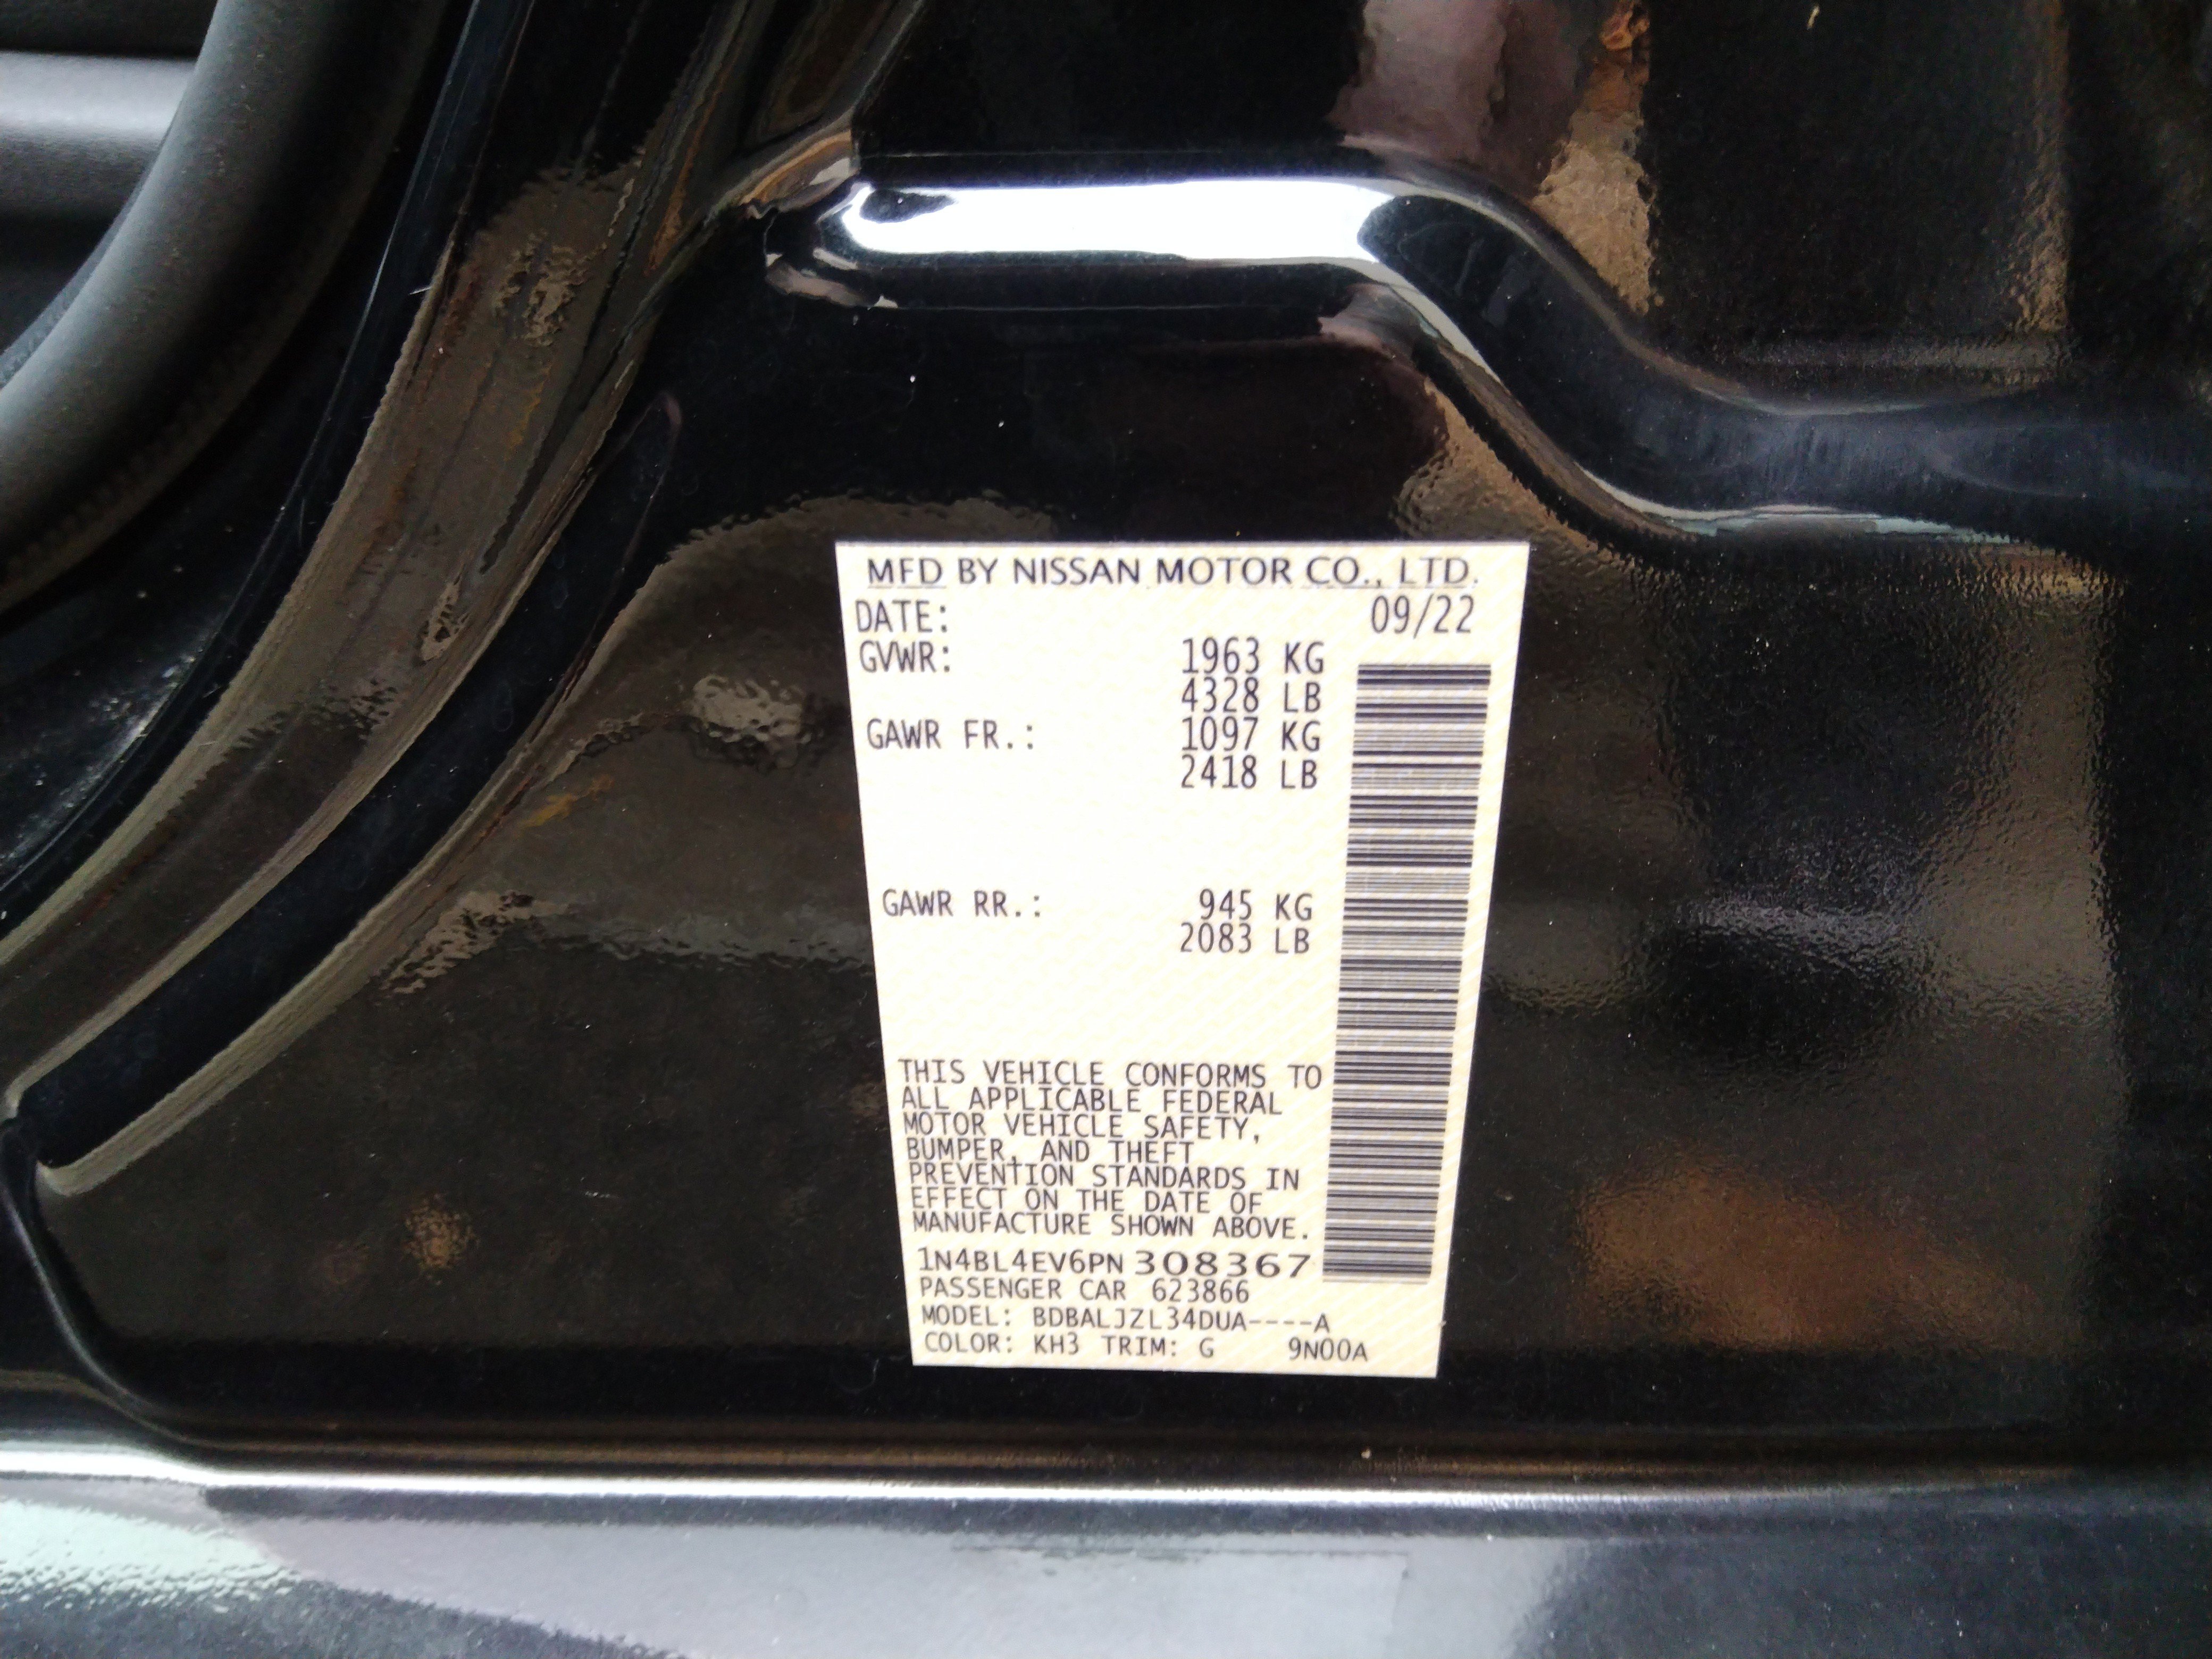 MFD BY NISSAN MOTOR CO., LTD.
DATE: 09/22
GVWR: 1963 KG
4328 LB
GAWR FR.: 1097 KG
2418 LB
GAWR RR.: 945 KG
2083 LB
THIS VEHICLE CONFORMS TO
ALL APPLICABLE FEDERAL
MOTOR VEHICLE SAFETY,
BUMPER, AND THEFT
PREVENTION STANDARDS IN
EFFECT ON THE DATE OF
MANUFACTURE SHOWN ABOVE.
1N4BL4EV6PN308367
PASSENGER CAR 623866
MODEL: BDBALJZL34DUA----A
COLOR: KH3 TRIM: G 9N00A